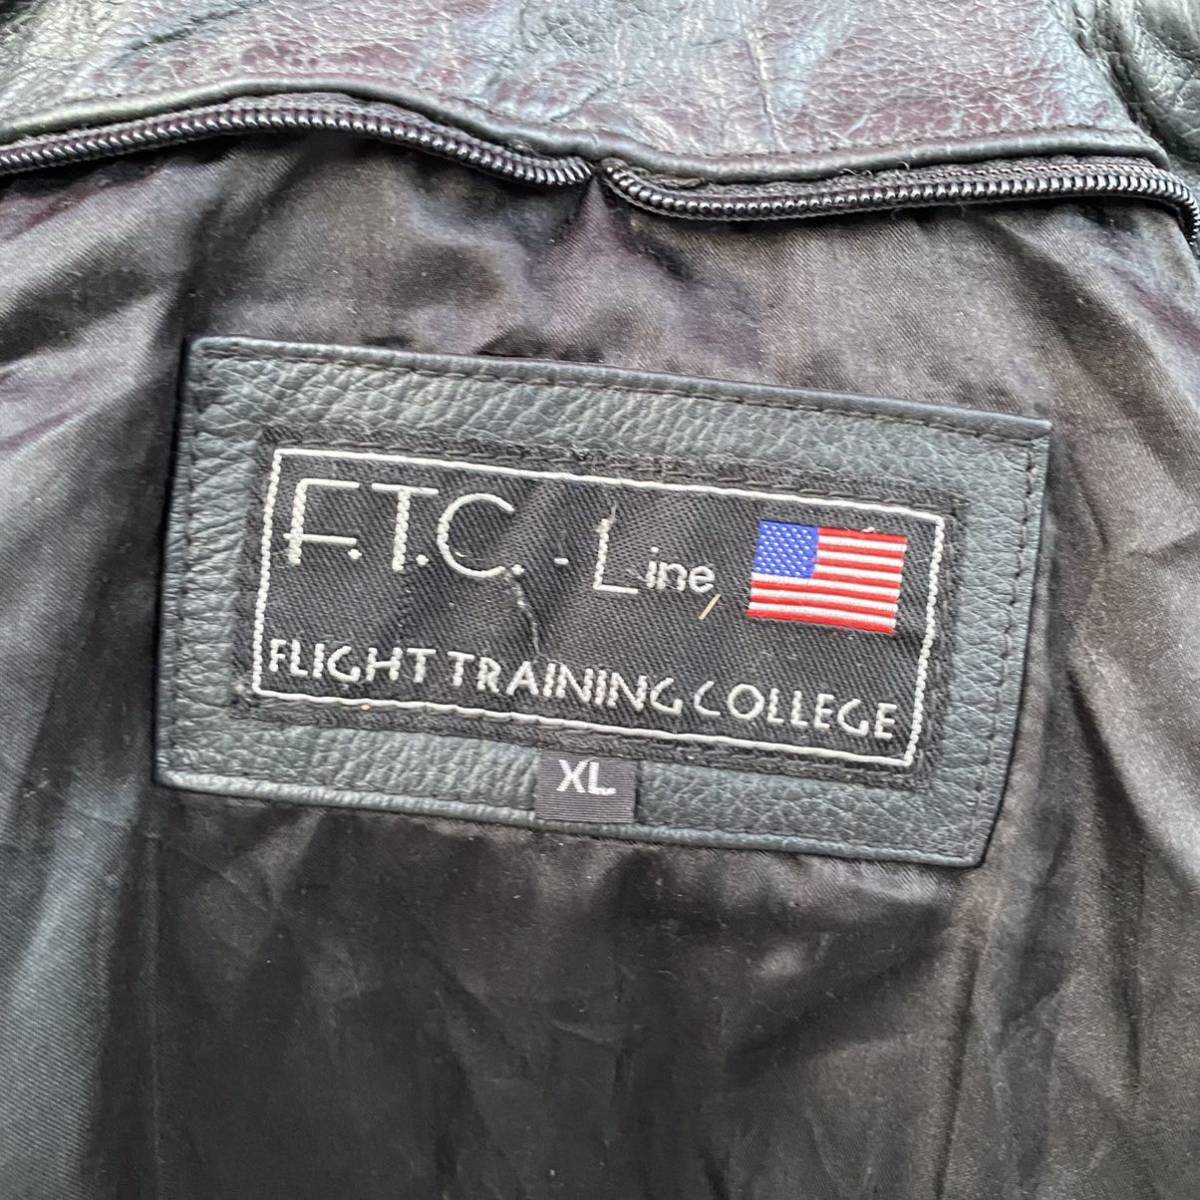 F.T.C. - Line
FLIGHT TRAINING COLLEGE
XL